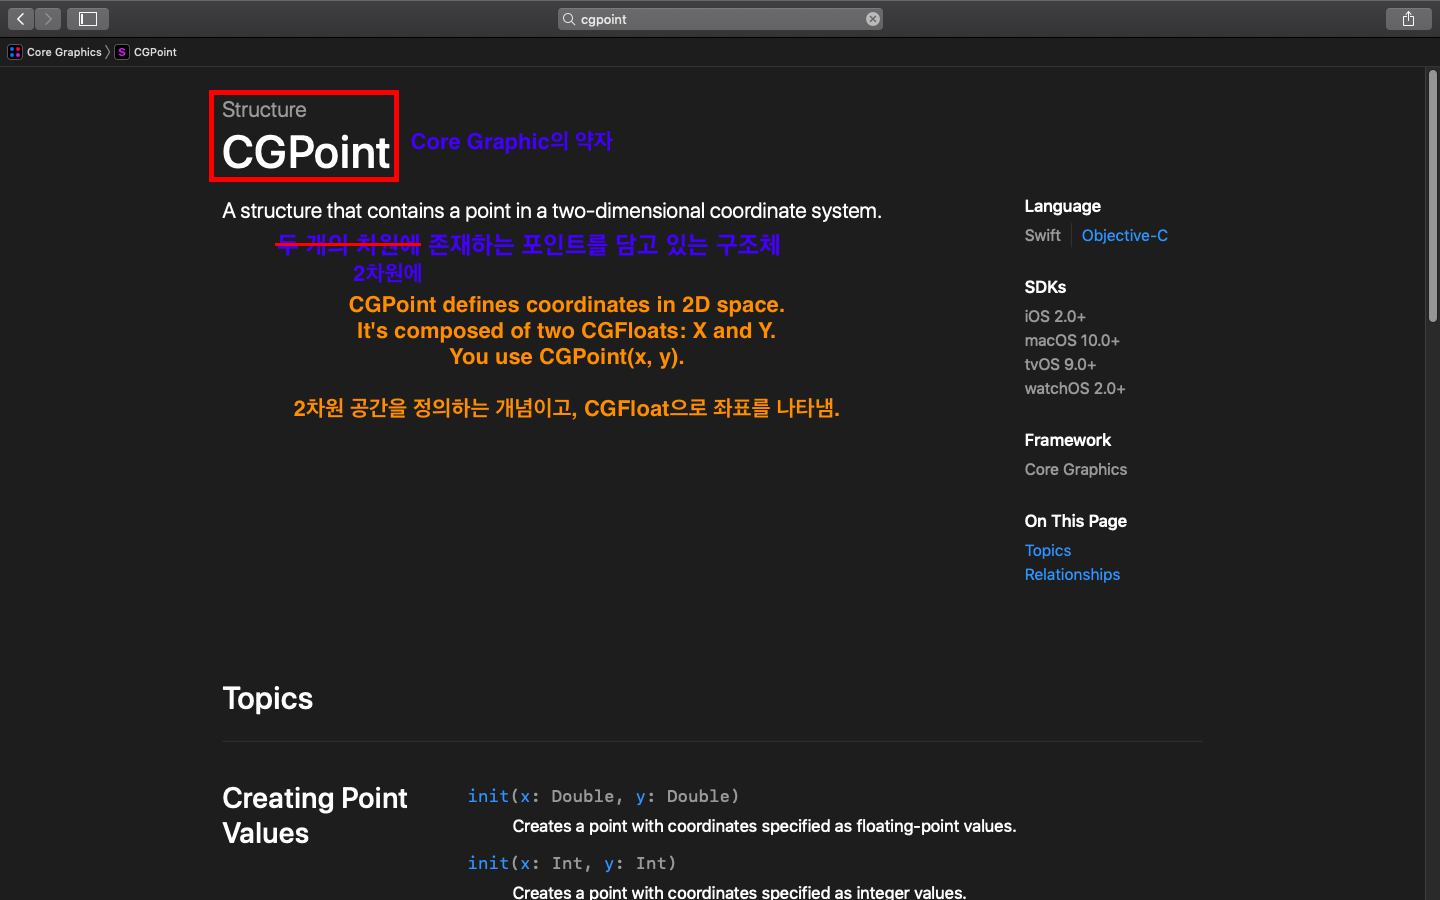 cgpoint
Core Graphics
S CGPoint
Structure
CGPoint
Core Graphic의 약자
A structure that contains a point in a two-dimensional coordinate system.
두 개의 차원에 존재하는 포인트를 담고 있는 구조체
2차원에
CGPoint defines coordinates in 2D space.
It's composed of two CGFloats: X and Y.
You use CGPoint(x, y).
2차원 공간을 정의하는 개념이고, CGFloat으로 좌표를 나타냄.
Language
Swift
Objective-C
SDKs
iOS 2.0+
macOS 10.0+
tvOS 9.0+
watchOS 2.0+
Framework
Core Graphics
On This Page
Topics
Relationships
Topics
Creating Point
Values
init(x: Double, y: Double)
Creates a point with coordinates specified as floating-point values.
init(x: Int, y: Int)
Creates a point with coordinates specified as integer values.